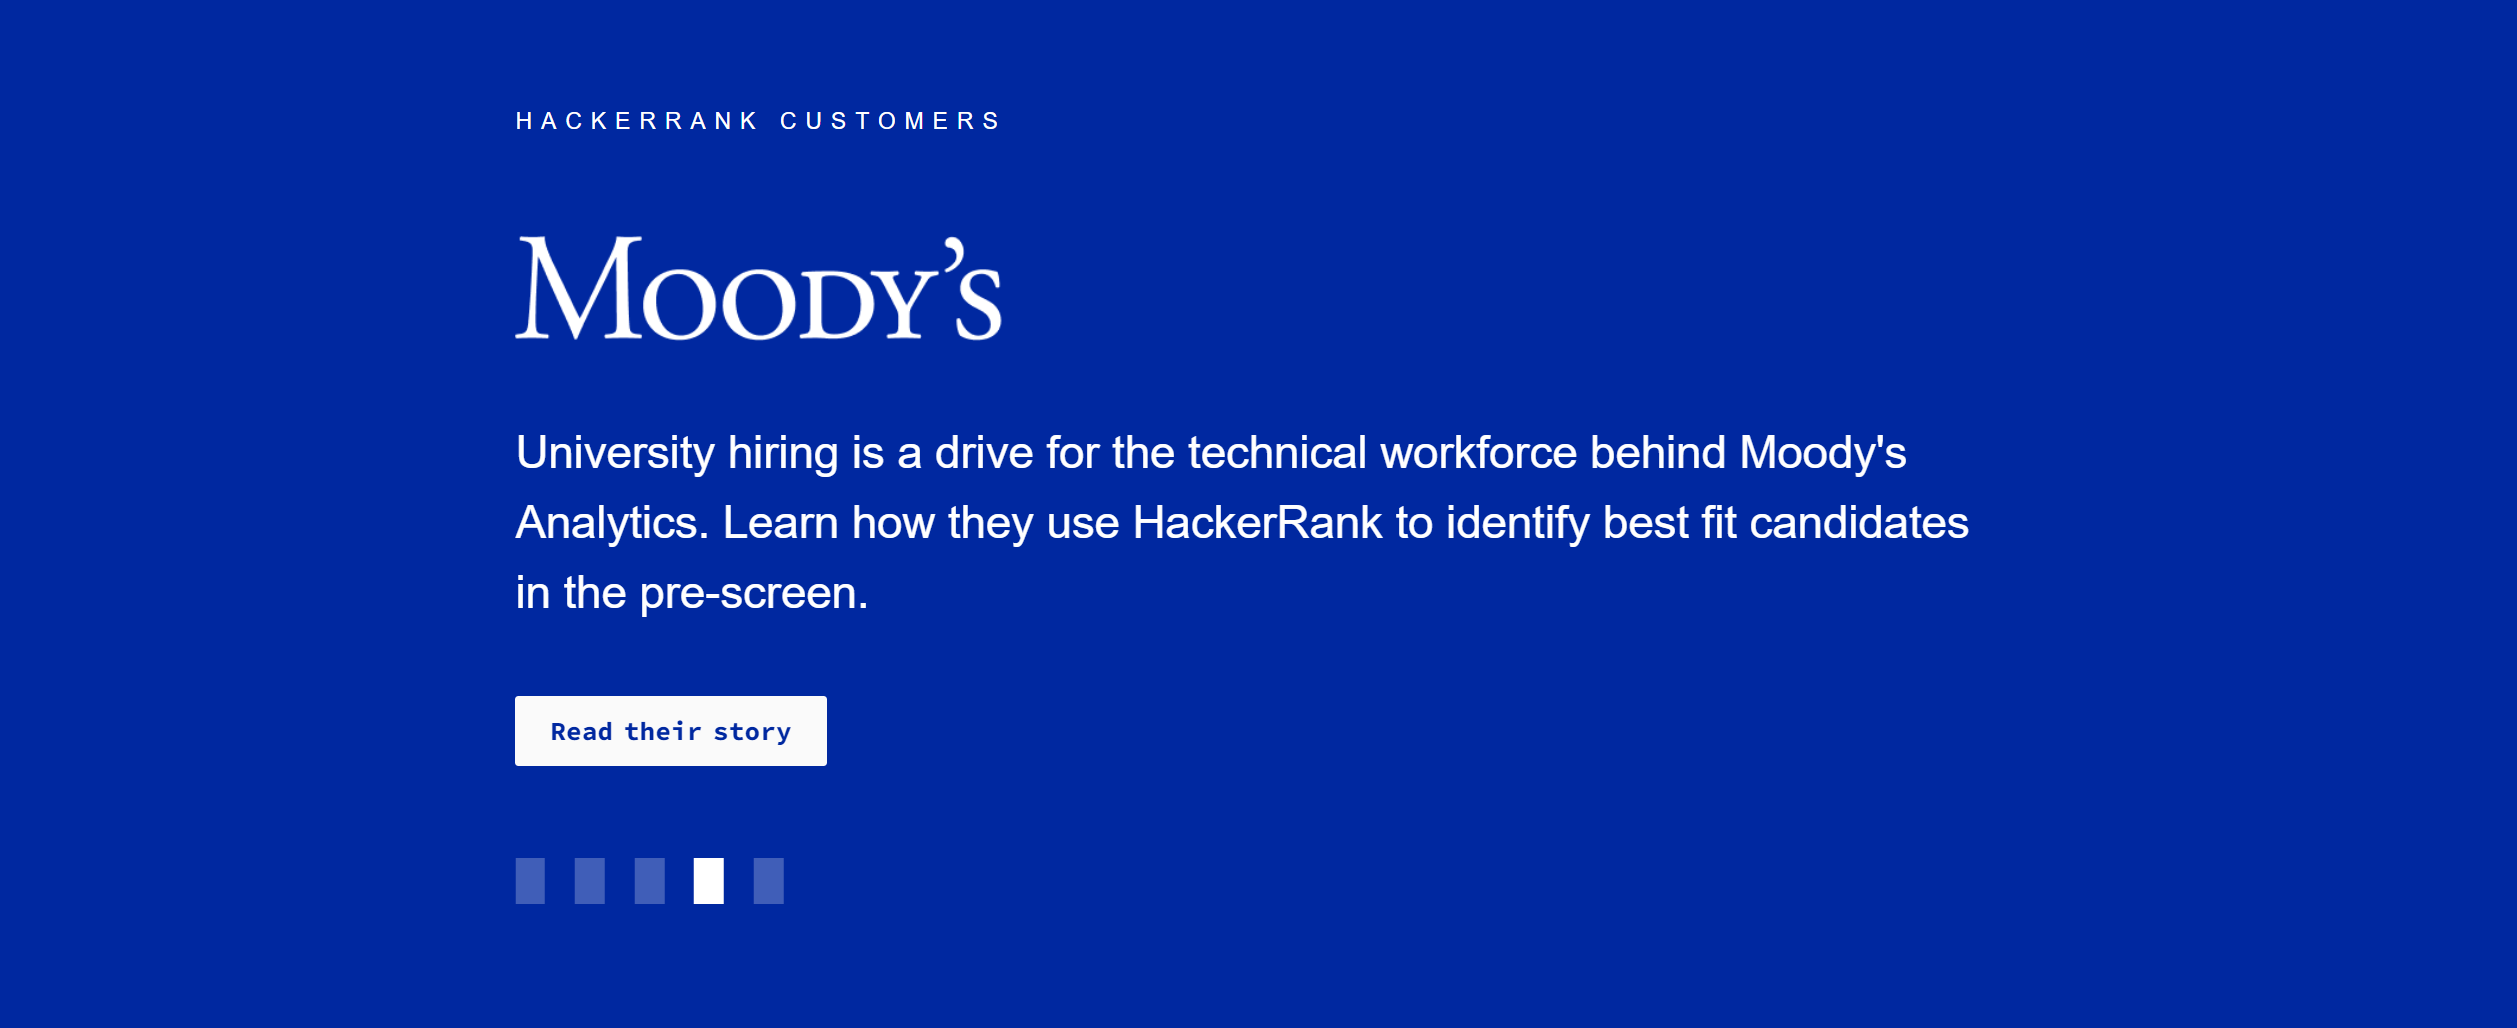 HACKERRANK CUSTOMERS
Moody’s
University hiring is a drive for the technical workforce behind Moody's
Analytics. Learn how they use HackerRank to identify best fit candidates
in the pre-screen.
Read their story